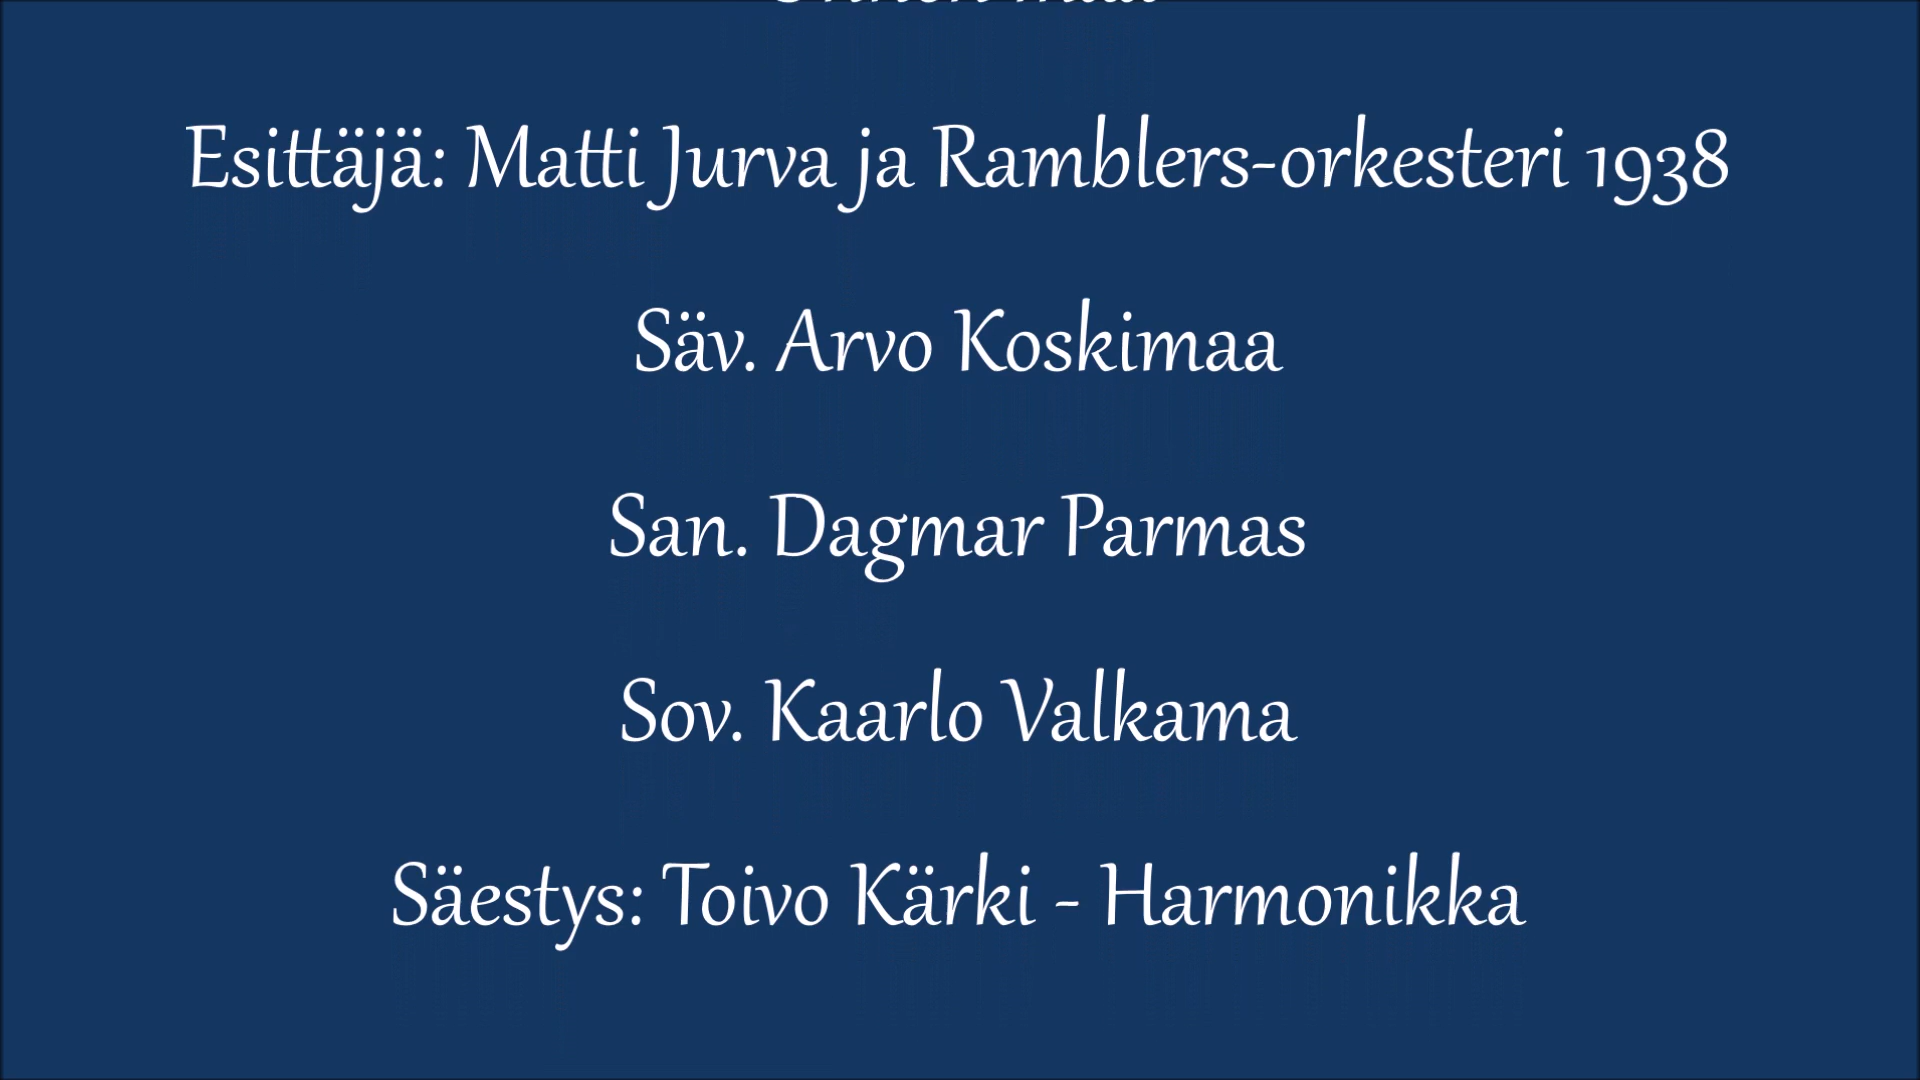 Esittäjä: Matti Jurva ja Ramblers-orkesteri 1938
Säv. Arvo Koskimaa
San. Dagmar Parmas
Sov. Kaarlo Valkama
Säestys: Toivo Kärki - Harmonikka